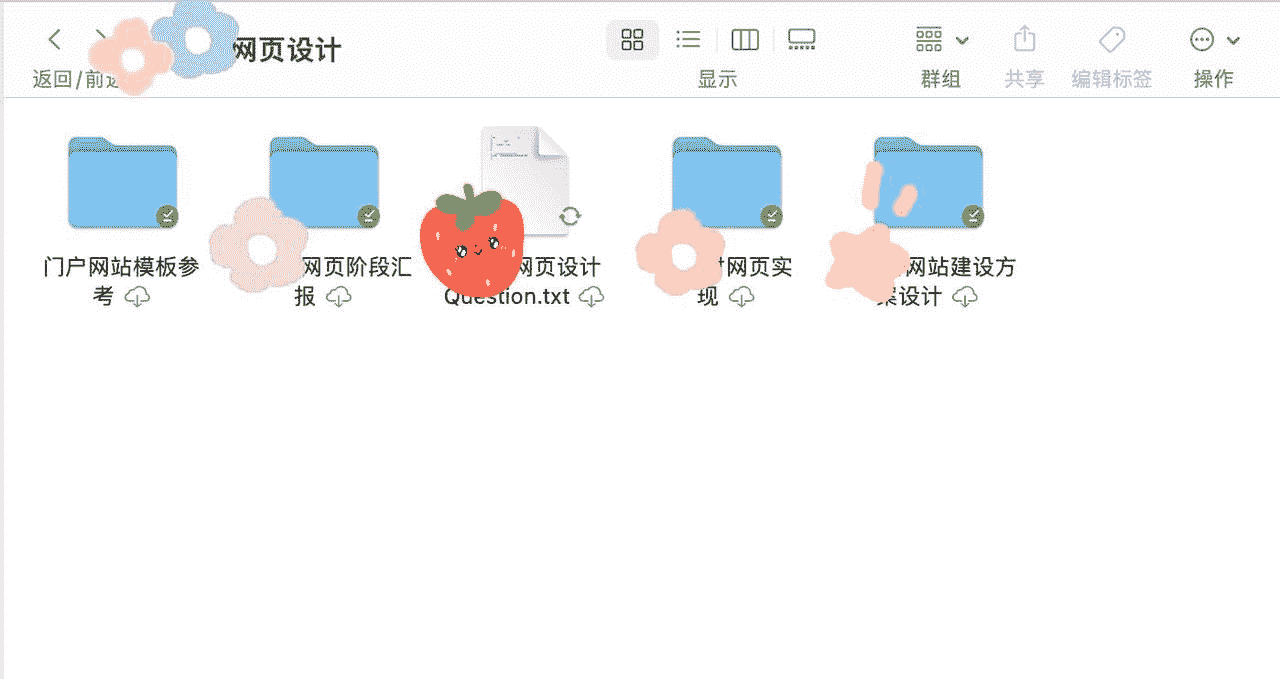 网页设计
返回/前进
显示
群组
共享
编辑标签
操作
门户网站模板参
考
网页阶段汇
报
网页设计
Question.txt
网页实
现
网站建设方
案设计